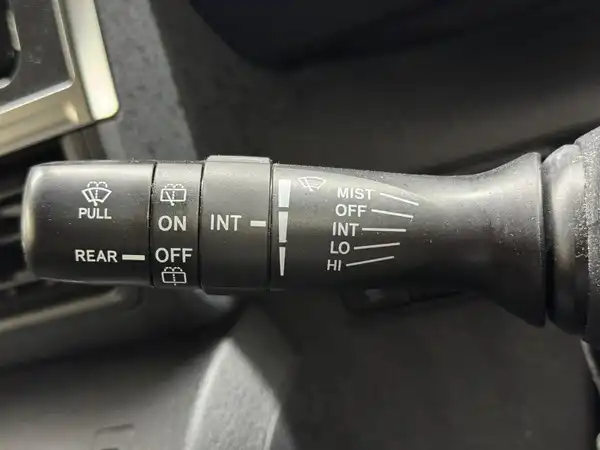 PULL
REAR
ON
OFF
INT
MIST
OFF
INT
LO
HI